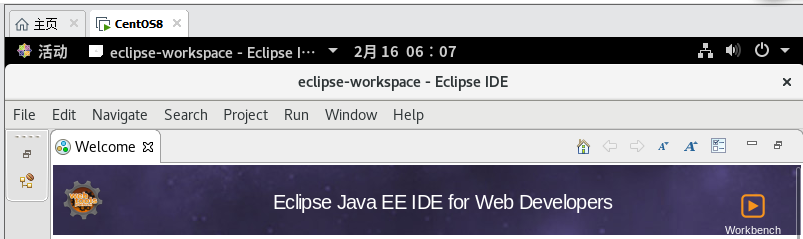 主页 CentOS8
活动 eclipse-workspace - Eclipse I··· 2月 16 06：07
eclipse-workspace - Eclipse IDE
File Edit Navigate Search Project Run Window Help
Welcome
Eclipse Java EE IDE for Web Developers
Workbench